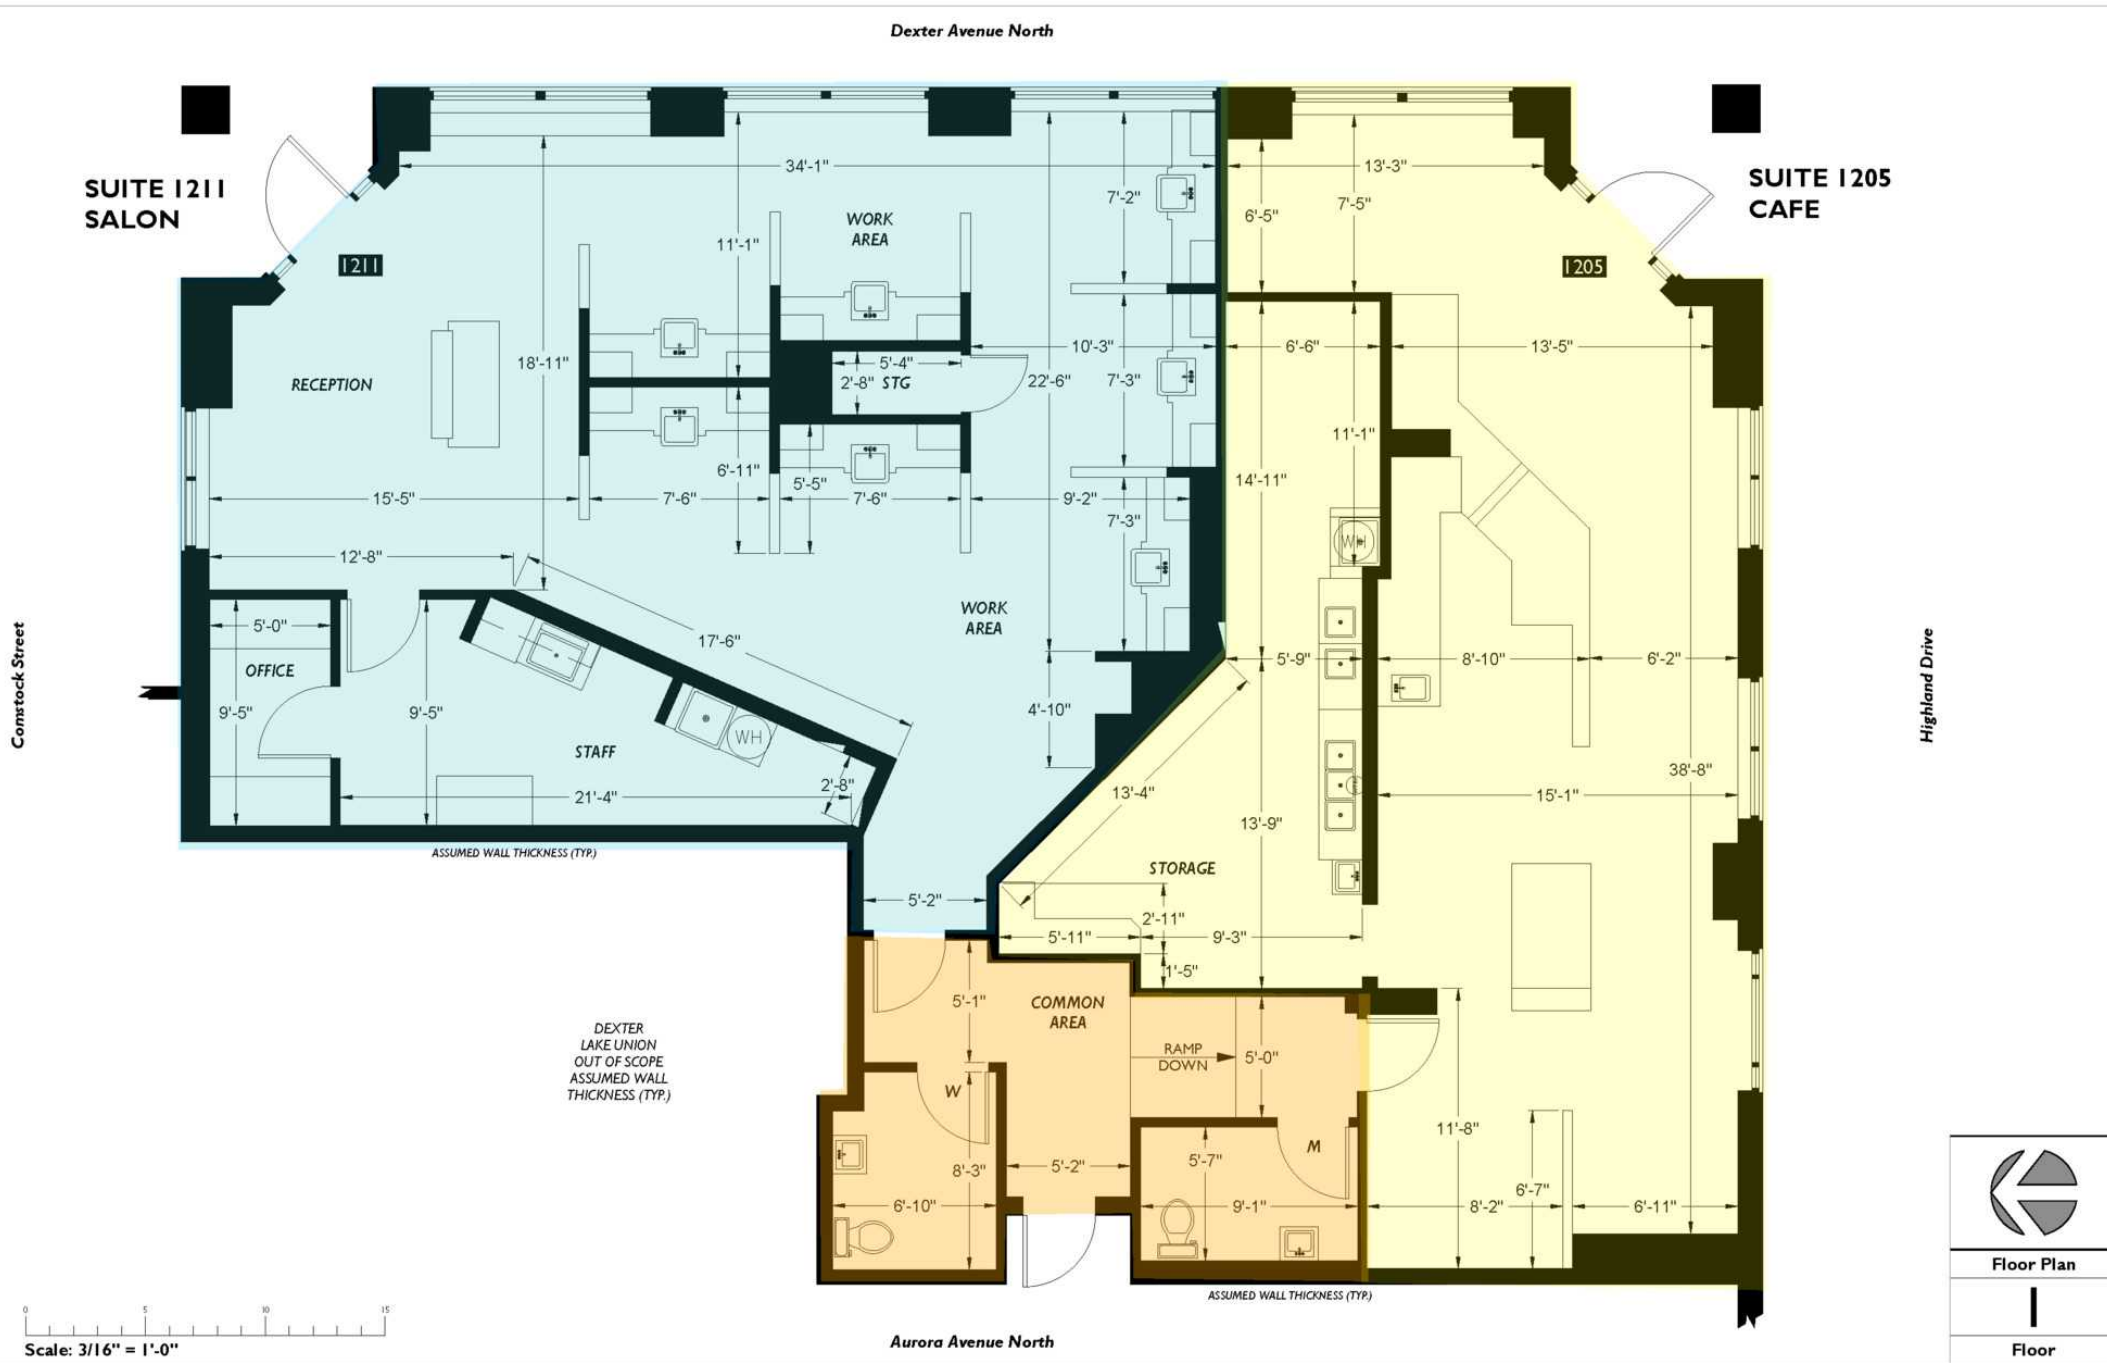 Dexter Avenue North
SUITE 1211
SALON
SUITE 1205
CAFE
34'-1"
13'-3"
7'-2"
7'-5"
6'-5"
WORK
AREA
11'-1"
1211
1205
10'-3"
6'-6"
13'-5"
18'-11"
5'-4"
2'-8"
STG
22'-6"
7'-3"
RECEPTION
11'-1"
6'-11"
5'-5"
14'-11"
15'-5"
7'-6"
7'-6"
9'-2"
7'-3"
WH
12'-8"
WORK
AREA
5'-0"
17'-6"
OFFICE
5'-9"
8'-10"
6'-2"
Comstock Street
Highland Drive
9'-5"
9'-5"
4'-10"
WH
STAFF
38'-8"
2'-8"
21'-4"
13'-4"
15'-1"
13'-9"
ASSUMED WALL THICKNESS (TYP.)
STORAGE
5'-2"
2'-11"
5'-11"
9'-3"
1'-5"
5'-1"
COMMON
AREA
DEXTER
LAKE UNION
OUT OF SCOPE
ASSUMED WALL
THICKNESS (TYP.)
RAMP
DOWN
5'-0"
W
M
11'-8"
8'-3"
5'-2"
5'-7"
6'-7"
6'-10"
9'-1"
8'-2"
6'-11"
ASSUMED WALL THICKNESS (TYP.)
Floor Plan
1
Floor
0 5 10 15
Scale: 3/16" = 1'-0"
Aurora Avenue North